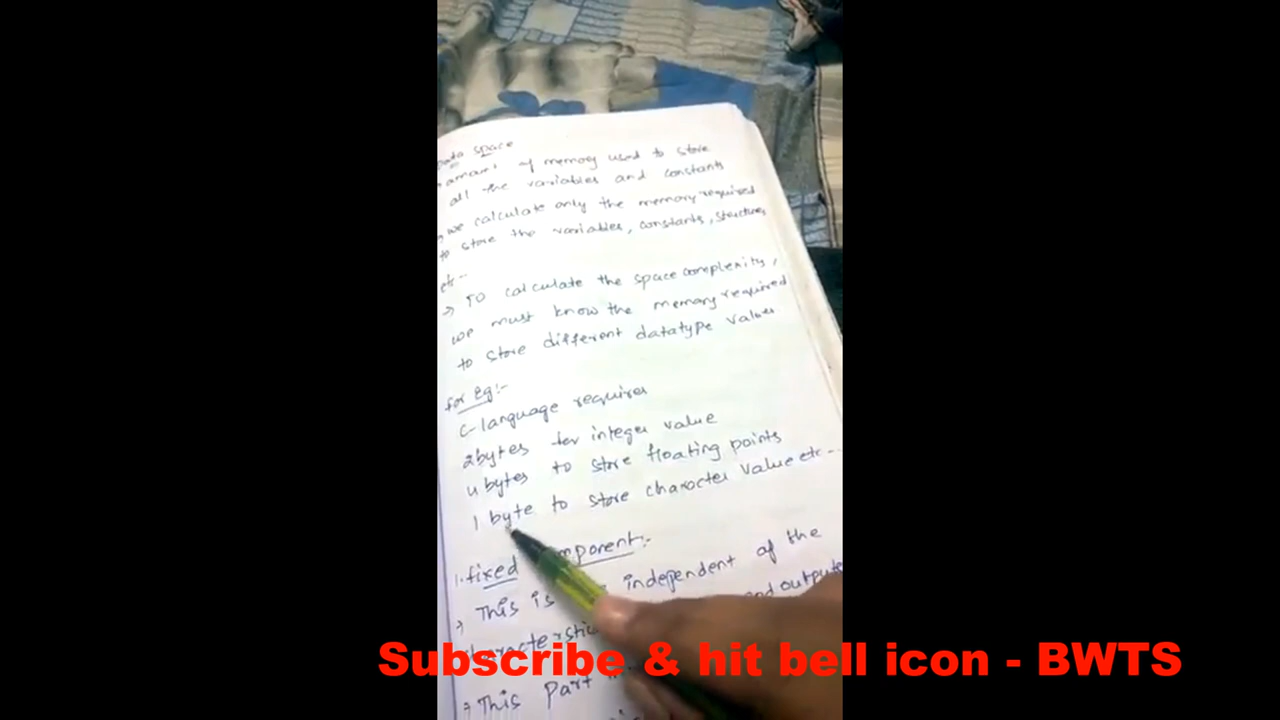 Data space
→ amount of memory used to store
all the variables and constants
→ we calculate only the memory required
to store the variables, constants, structures
etc--
→ To calculate the space complexity,
we must know the memory required
to store different datatype values
for Eg:-
C-language requires
2bytes for integer value
4 bytes to store floating points
1 byte to store character value etc--
1. fixed component:-
→ This is independent of the
and outputs
→ This Part
Subscribe & hit bell icon - BWTS